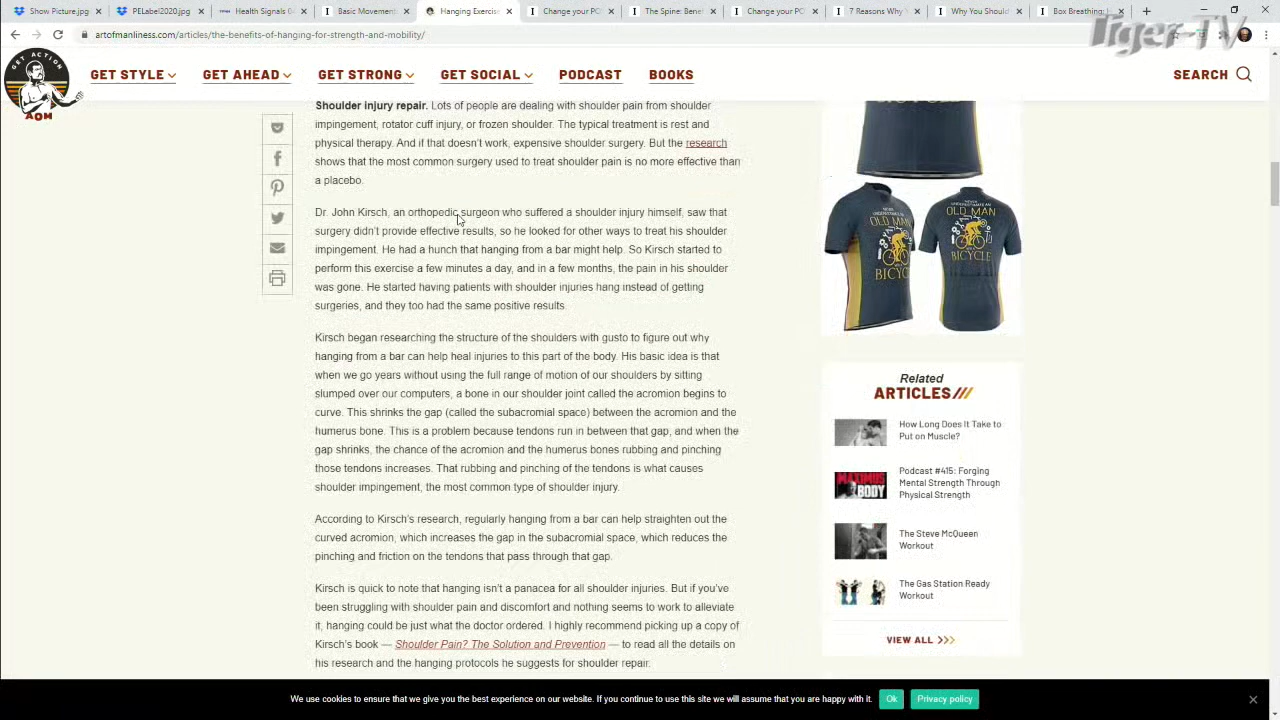 Show Picture.jpg
PELabel2020jpg
Health Signals G
7 Benefits of Jum
Hanging Exercis
The Benefits of H
The Spine: Bene
Change your PC
Change your PC
7 Reasons Why
Why You Should
Box Breathing
artofmanliness.com/articles/the-benefits-of-hanging-for-strength-and-mobility/
Tiger TV
GET ACTION
AOM
GET STYLE GET AHEAD GET STRONG GET SOCIAL PODCAST BOOKS SEARCH
Shoulder injury repair. Lots of people are dealing with shoulder pain from shoulder
impingement, rotator cuff injury, or frozen shoulder. The typical treatment is rest and
physical therapy. And if that doesn't work, expensive shoulder surgery. But the research
shows that the most common surgery used to treat shoulder pain is no more effective than
a placebo.
Dr. John Kirsch, an orthopedic surgeon who suffered a shoulder injury himself, saw that
surgery didn't provide effective results, so he looked for other ways to treat his shoulder
impingement. He had a hunch that hanging from a bar might help. So Kirsch started to
perform this exercise a few minutes a day, and in a few months, the pain in his shoulder
was gone. He started having patients with shoulder injuries hang instead of getting
surgeries, and they too had the same positive results.
Kirsch began researching the structure of the shoulders with gusto to figure out why
hanging from a bar can help heal injuries to this part of the body. His basic idea is that
when we go years without using the full range of motion of our shoulders by sitting
slumped over our computers, a bone in our shoulder joint called the acromion begins to
curve. This shrinks the gap (called the subacromial space) between the acromion and the
humerus bone. This is a problem because tendons run in between that gap, and when the
gap shrinks, the chance of the acromion and the humerus bones rubbing and pinching
those tendons increases. That rubbing and pinching of the tendons is what causes
shoulder impingement, the most common type of shoulder injury.
According to Kirsch's research, regularly hanging from a bar can help straighten out the
curved acromion, which increases the gap in the subacromial space, which reduces the
pinching and friction on the tendons that pass through that gap.
Kirsch is quick to note that hanging isn't a panacea for all shoulder injuries. But if you've
been struggling with shoulder pain and discomfort and nothing seems to work to alleviate
it, hanging could be just what the doctor ordered. I highly recommend picking up a copy of
Kirsch's book — Shoulder Pain? The Solution and Prevention — to read all the details on
his research and the hanging protocols he suggests for shoulder repair.
BICYCLE
OLD MAN
BICYCLE
OLD MAN
BICYCLE
Related
ARTICLES
How Long Does It Take to
Put on Muscle?
MAXIMUS
BODY
Podcast #415: Forging
Mental Strength Through
Physical Strength
The Steve McQueen
Workout
The Gas Station Ready
Workout
VIEW ALL
We use cookies to ensure that we give you the best experience on our website. If you continue to use this site we will assume that you are happy with it. Ok Privacy policy